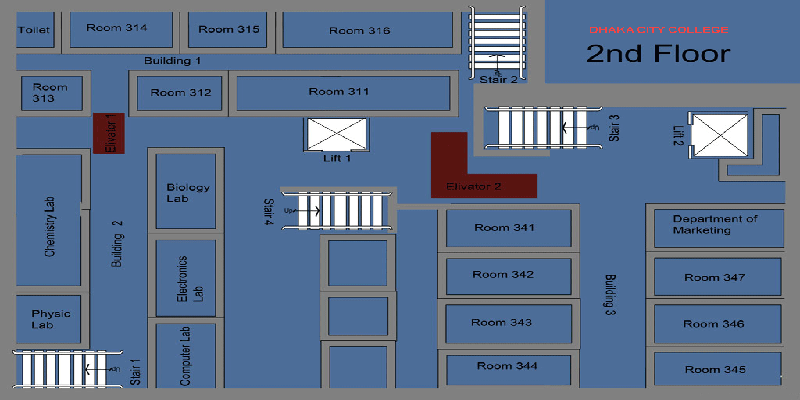 DHAKA CITY COLLEGE
2nd Floor
Toilet
Room 314
Room 315
Room 316
Building 1
Stair 2
Room
313
Room 312
Room 311
Elivator 1
Lift 1
Stair 3
Lift 2
Elivator 2
Chemistry Lab
Building 2
Biology
Lab
Stair 4
Up
Room 341
Department of
Marketing
Electronics
Lab
Room 342
Building 3
Room 347
Physic
Lab
Computer Lab
Room 343
Room 346
Stair 1
Room 344
Room 345